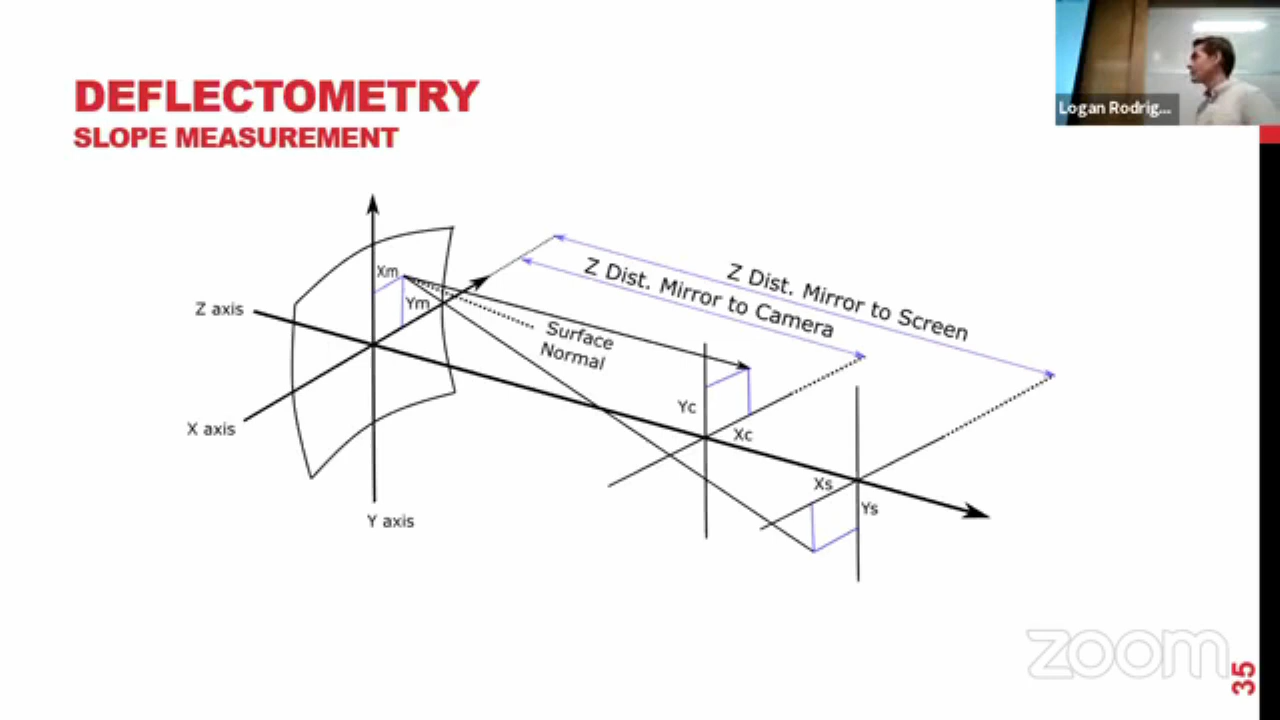 DEFLECTOMETRY
SLOPE MEASUREMENT
Logan Rodrig...
Xm
Ym
Z axis
X axis
Y axis
Surface
Normal
Z Dist. Mirror to Screen
Z Dist. Mirror to Camera
Yc
Xc
Xs
Ys
zoom
35